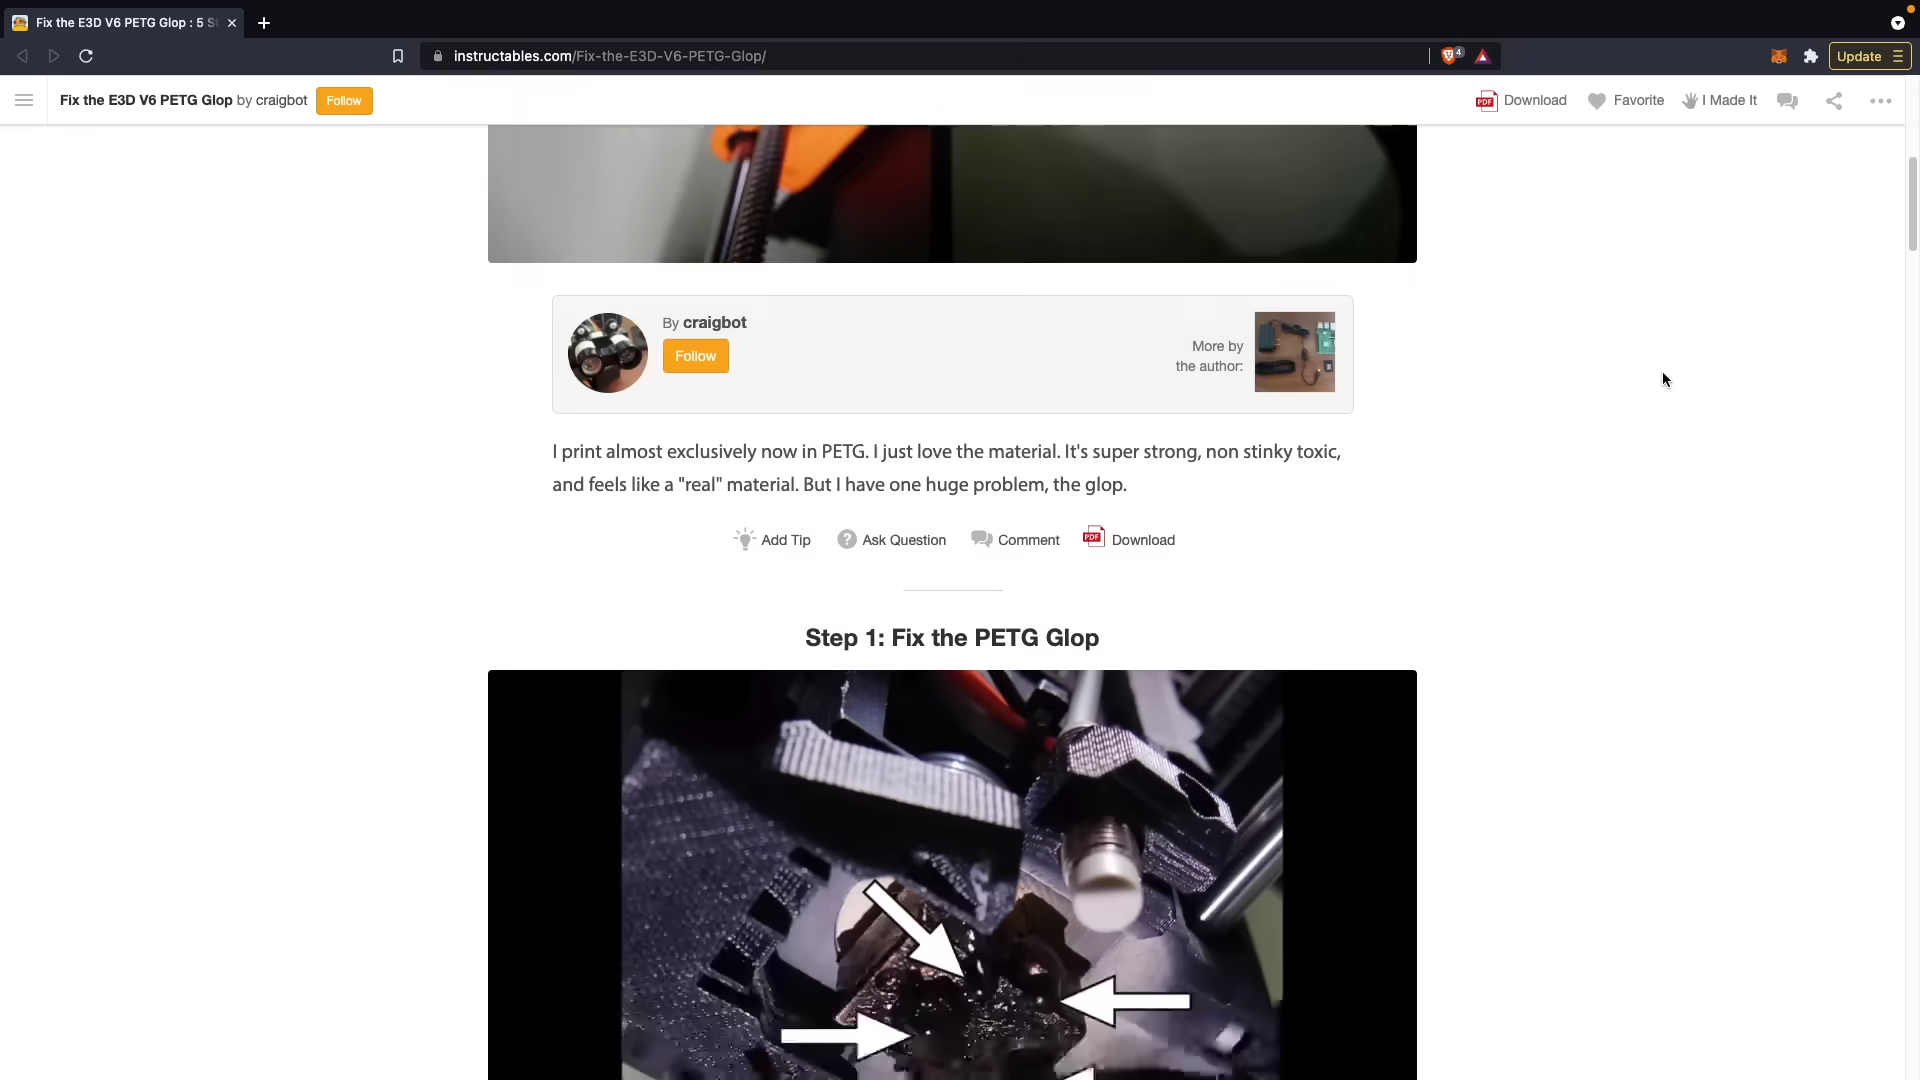 Fix the E3D V6 PETG Glop : 5 S
instructables.com/Fix-the-E3D-V6-PETG-Glop/
4
Update
Fix the E3D V6 PETG Glop by craigbot
Follow
PDF Download
Favorite
I Made It
By craigbot
Follow
More by
the author:
I print almost exclusively now in PETG. I just love the material. It's super strong, non stinky toxic,
and feels like a "real" material. But I have one huge problem, the glop.
Add Tip
? Ask Question
Comment
PDF Download
Step 1: Fix the PETG Glop